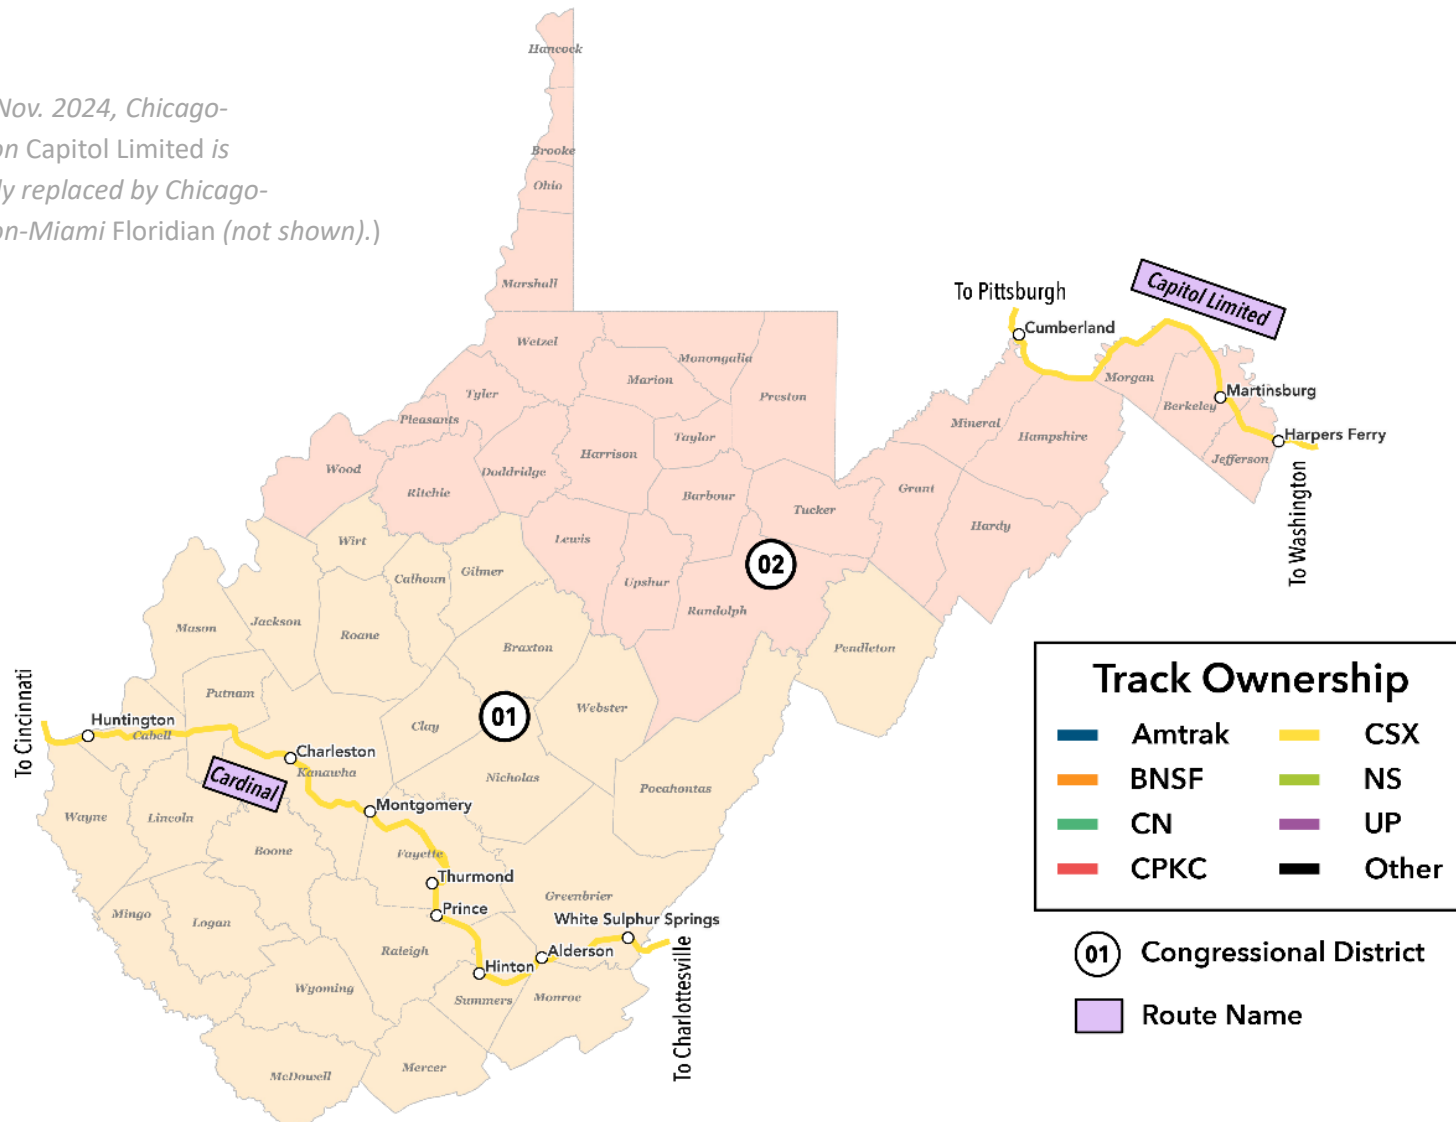 Nov. 2024, Chicago-
on Capitol Limited is
ly replaced by Chicago-
on-Miami Floridian (not shown).)
Hancock
Brooke
Ohio
Marshall
Wetzel
Monongalia
Marion
Preston
Tyler
Pleasants
Taylor
Doddridge
Harrison
Wood
Ritchie
Barbour
Tucker
Lewis
Wirt
Calhoun
Gilmer
Upshur
02
Randolph
Mason
Jackson
Roane
Braxton
Pendleton
Putnam
Webster
Clay
01
To Pittsburgh
Capitol Limited
Cumberland
Morgan
Martinsburg
Berkeley
Mineral
Hampshire
Harpers Ferry
Jefferson
Grant
Hardy
To Washington
To Cincinnati
Huntington
Cabell
Charleston
Kanawha
Cardinal
Nicholas
Pocahontas
Montgomery
Wayne
Lincoln
Boone
Fayette
Thurmond
Greenbrier
Prince
White Sulphur Springs
Mingo
Logan
Raleigh
Alderson
Hinton
Wyoming
Summers
Monroe
To Charlottesville
McDowell
Mercer
Track Ownership
Amtrak CSX
BNSF NS
CN UP
CPKC Other
01 Congressional District
Route Name